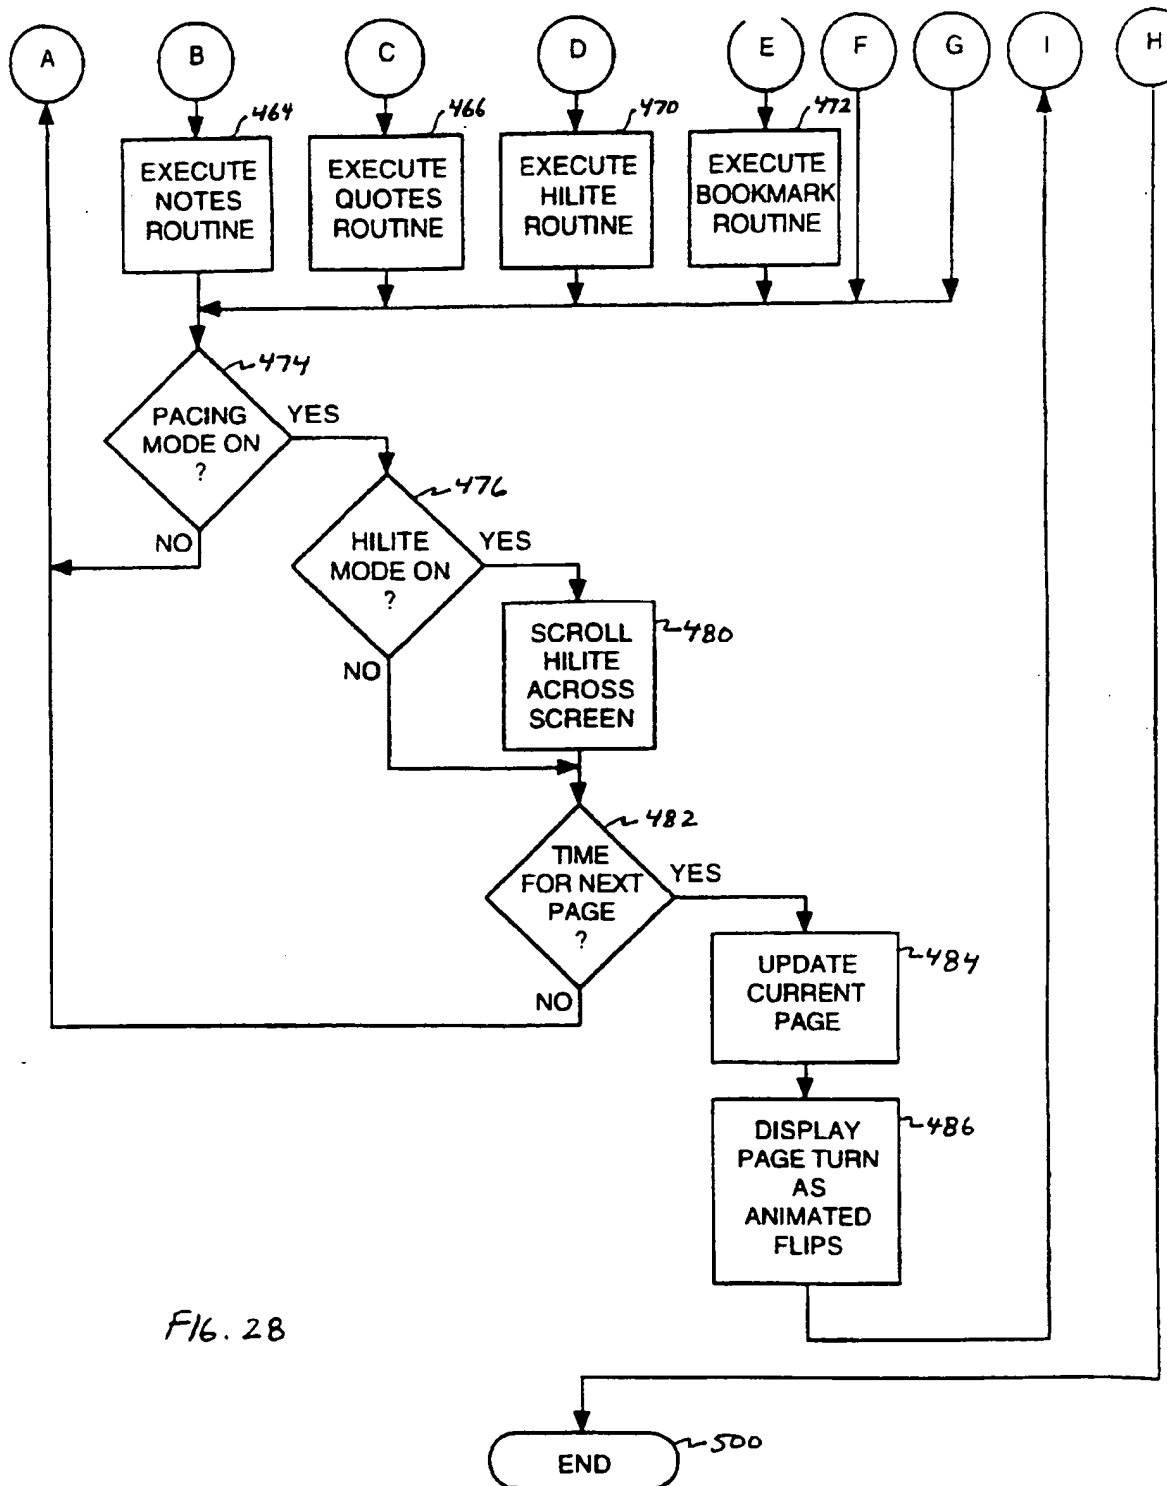 A
B
C
D
E
F
G
I
H
464
466
470
472
EXECUTE
NOTES
ROUTINE
EXECUTE
QUOTES
ROUTINE
EXECUTE
HILITE
ROUTINE
EXECUTE
BOOKMARK
ROUTINE
474
PACING
MODE ON
?
YES
NO
476
HILITE
MODE ON
?
YES
NO
480
SCROLL
HILITE
ACROSS
SCREEN
482
TIME
FOR NEXT
PAGE
?
YES
NO
484
UPDATE
CURRENT
PAGE
486
DISPLAY
PAGE TURN
AS
ANIMATED
FLIPS
FIG. 28
500
END